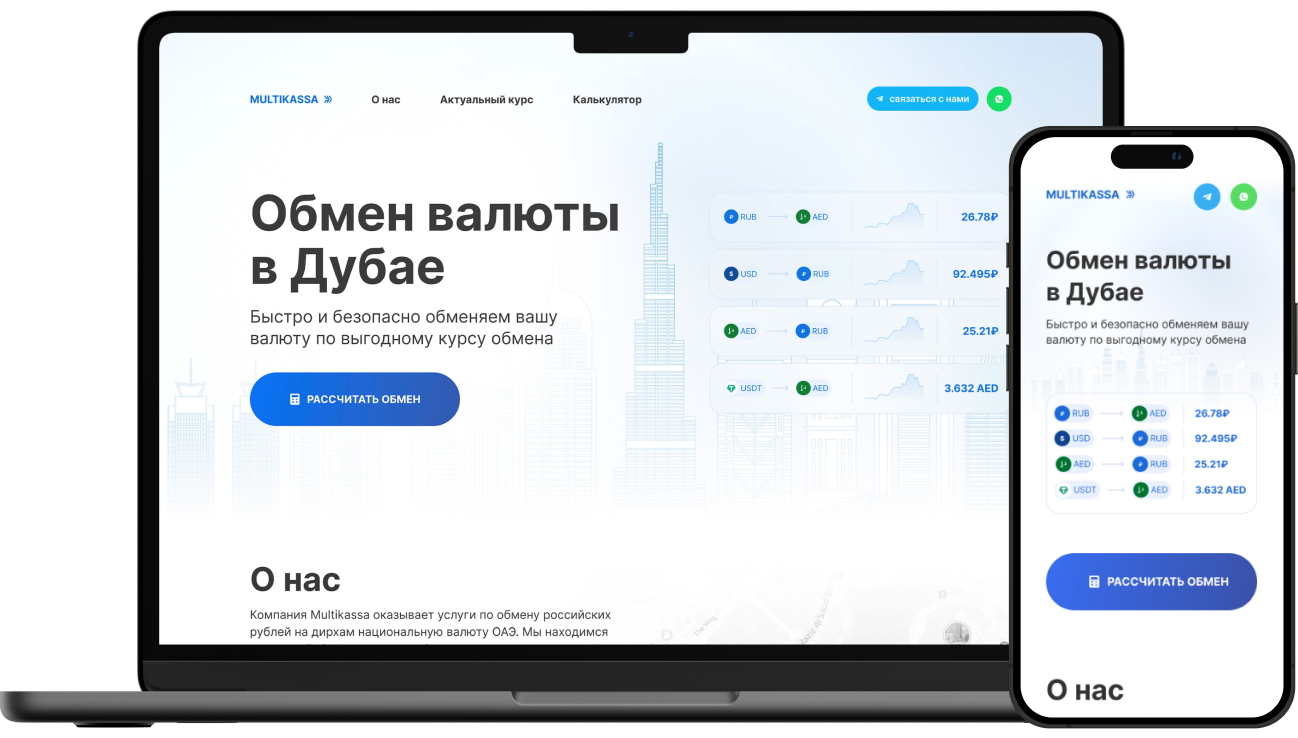 MULTIKASSA
О нас
Актуальный курс
Калькулятор
связаться с нами
Обмен валюты
в Дубае
Быстро и безопасно обменяем вашу
валюту по выгодному курсу обмена
РАССЧИТАТЬ ОБМЕН
RUB AED 26.78₽
USD RUB 92.495₽
AED RUB 25.21₽
USDT AED 3.632 AED
О нас
Компания Multikassa оказывает услуги по обмену российских
рублей на дирхам национальную валюту ОАЭ. Мы находимся
MULTIKASSA
Обмен валюты
в Дубае
Быстро и безопасно обменяем вашу
валюту по выгодному курсу обмена
RUB AED 26.78₽
USD RUB 92.495₽
AED RUB 25.21₽
USDT AED 3.632 AED
РАССЧИТАТЬ ОБМЕН
О нас